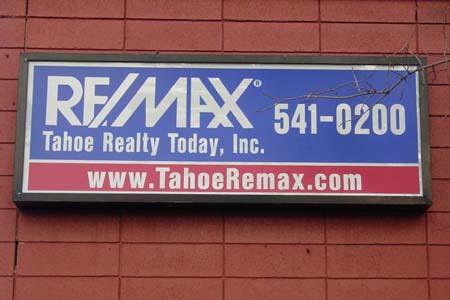 RE/MAX® 541-0200
Tahoe Realty Today, Inc.
www.TahoeRemax.com